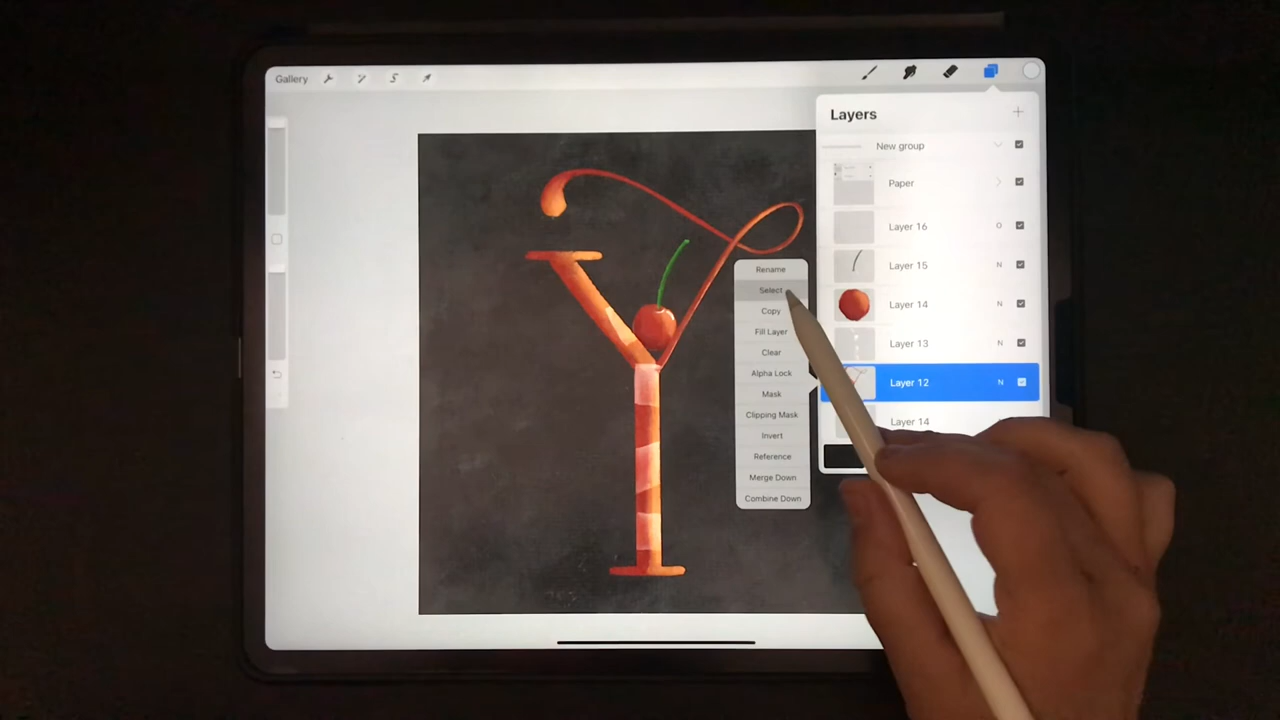 Gallery
Layers
New group
Paper
Layer 16
O
Layer 15
N
Layer 14
N
Layer 13
N
Layer 12
N
Layer 14
Rename
Select
Copy
Fill Layer
Clear
Alpha Lock
Mask
Clipping Mask
Invert
Reference
Merge Down
Combine Down
Y